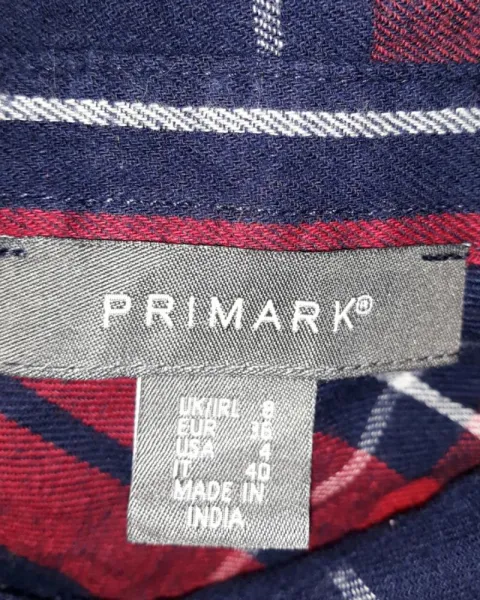 PRIMARK®
UK/IRL 8
EUR 36
USA 4
IT 40
MADE IN
INDIA